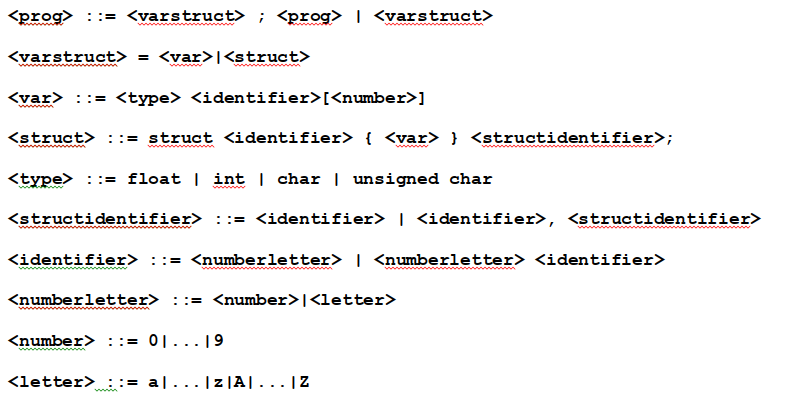 <prog> ::= <varstruct> ; <prog> | <varstruct>
<varstruct> = <var>|<struct>
<var> ::= <type> <identifier>[<number>]
<struct> ::= struct <identifier> { <var> } <structidentifier>;
<type> ::= float | int | char | unsigned char
<structidentifier> ::= <identifier> | <identifier>, <structidentifier>
<identifier> ::= <numberletter> | <numberletter> <identifier>
<numberletter> ::= <number>|<letter>
<number> ::= 0|...|9
<letter> ::= a|...|z|A|...|Z